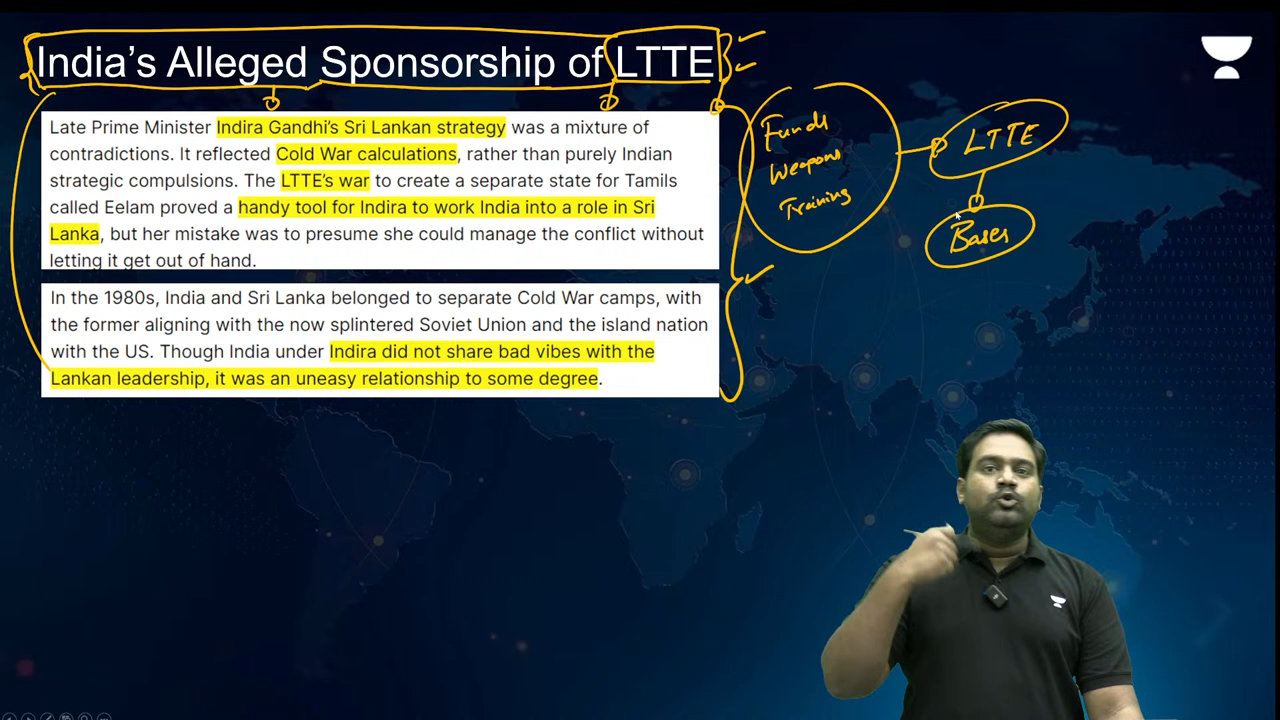 India's Alleged Sponsorship of LTTE
Late Prime Minister Indira Gandhi's Sri Lankan strategy was a mixture of
contradictions. It reflected Cold War calculations, rather than purely Indian
strategic compulsions. The LTTE's war to create a separate state for Tamils
called Eelam proved a handy tool for Indira to work India into a role in Sri
Lanka, but her mistake ws to presume she could manage the conflict without
letting it get out of hand.
In the 1980s, India and Sri Lanka belonged to separate Cold War camps, with
the former aligning with the now splintered Soviet Union and the island nation
with the US. Though India under Indira did not share bad vibes with the
Lankan leadership, it was an uneasy relationship to some degree.
Funds
Weapons
Training
LTTE
Bases